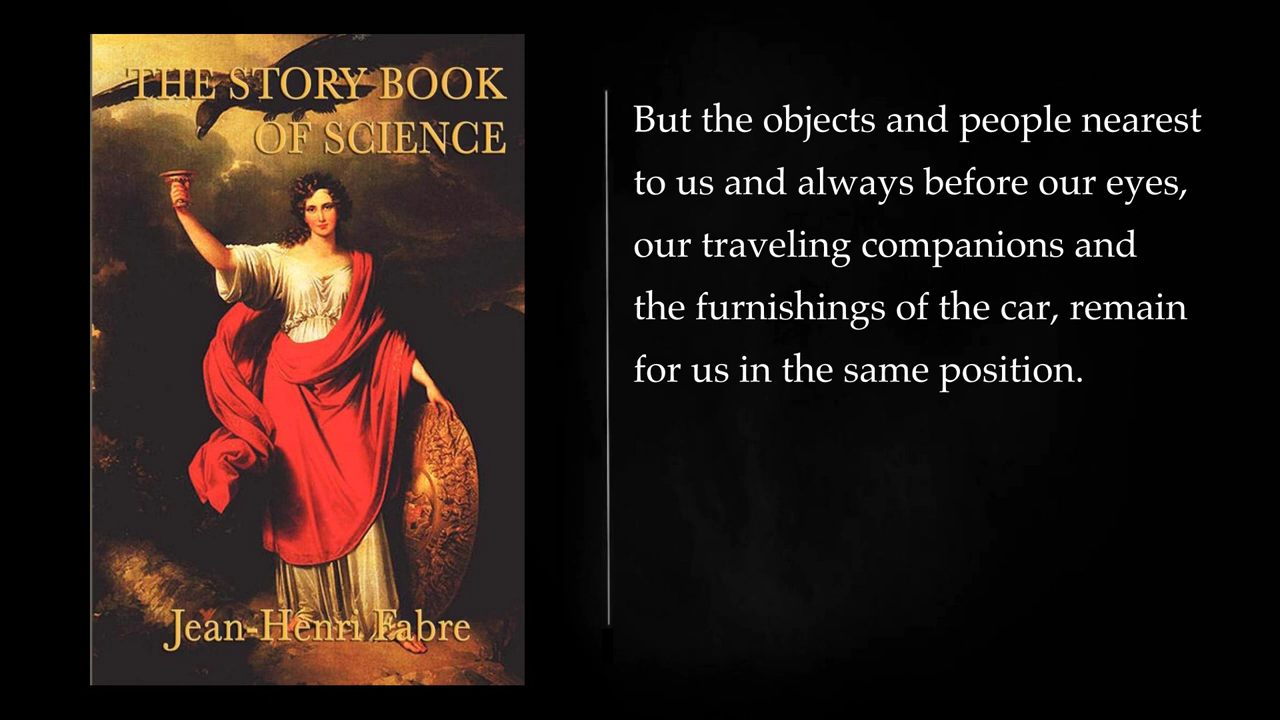 THE STORY BOOK
OF SCIENCE
Jean-Henri Fabre
But the objects and people nearest
to us and always before our eyes,
our traveling companions and
the furnishings of the car, remain
for us in the same position.